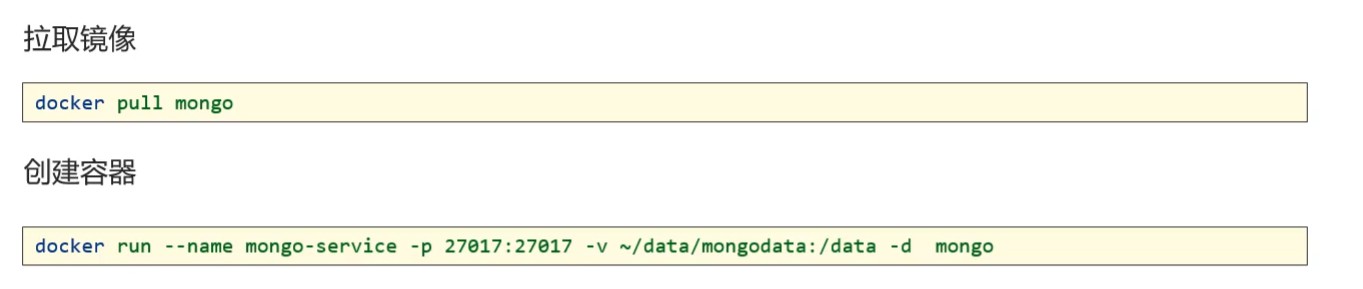 拉取镜像
docker pull mongo
创建容器
docker run --name mongo-service -p 27017:27017 -v ~/data/mongodata:/data -d  mongo